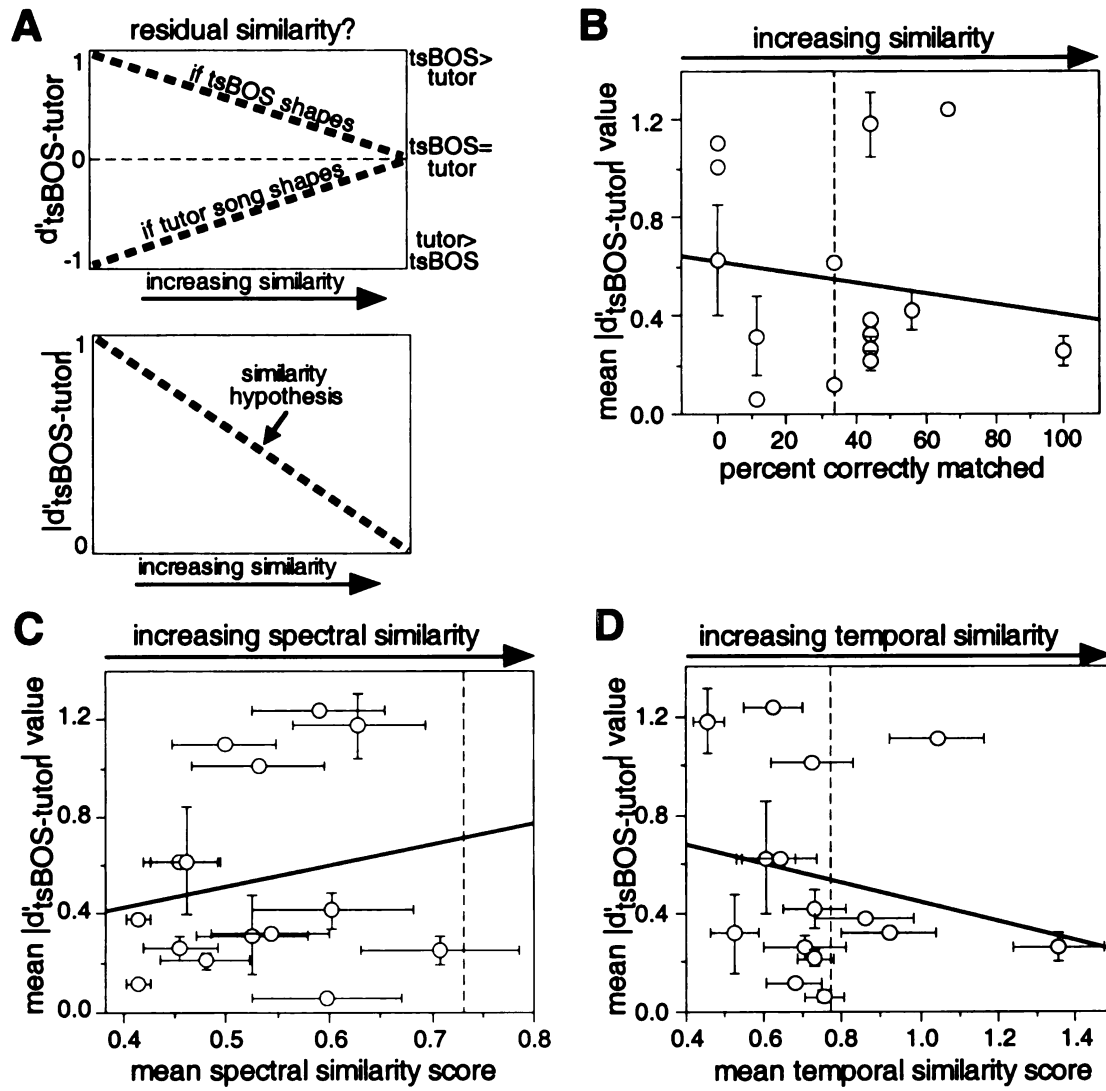 A
residual similarity?
1
0
-1
d'tsBOS-tutor
if tsBOS shapes
if tutor song shapes
tsBOS>
tutor
tsBOS=
tutor
tutor>
tsBOS
increasing similarity
1
0
|d'tsBOS-tutor|
similarity
hypothesis
increasing similarity
B
increasing similarity
mean |d'tsBOS-tutor| value
1.2
0.8
0.4
0.0
0 20 40 60 80 100
percent correctly matched
C
increasing spectral similarity
mean |d'tsBOS-tutor| value
1.2
0.8
0.4
0.0
0.4 0.5 0.6 0.7 0.8
mean spectral similarity score
D
increasing temporal similarity
mean |d'tsBOS-tutor| value
1.2
0.8
0.4
0.0
0.4 0.6 0.8 1.0 1.2 1.4
mean temporal similarity score